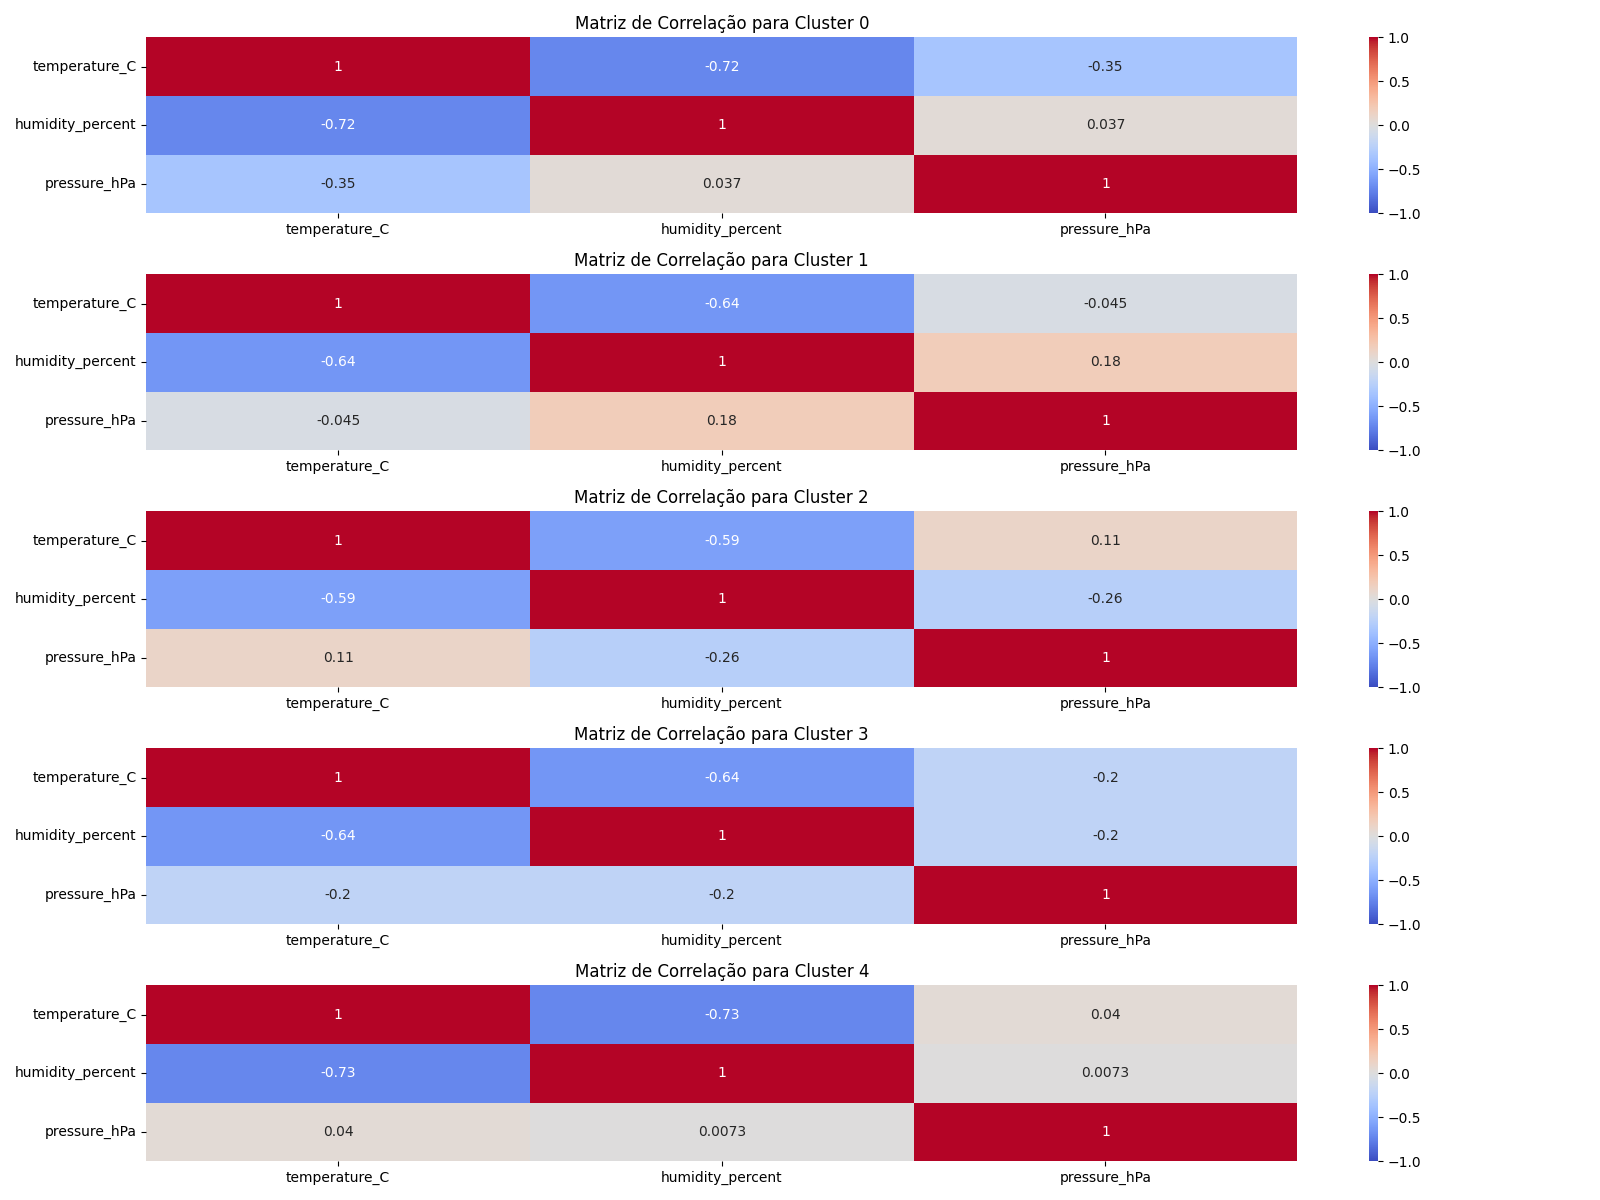 Matriz de Correlação para Cluster 0
temperature_C 1 -0.72 -0.35
humidity_percent -0.72 1 0.037
pressure_hPa -0.35 0.037 1
temperature_C humidity_percent pressure_hPa
1.0
0.5
0.0
−0.5
−1.0
Matriz de Correlação para Cluster 1
temperature_C 1 -0.64 -0.045
humidity_percent -0.64 1 0.18
pressure_hPa -0.045 0.18 1
temperature_C humidity_percent pressure_hPa
1.0
0.5
0.0
−0.5
−1.0
Matriz de Correlação para Cluster 2
temperature_C 1 -0.59 0.11
humidity_percent -0.59 1 -0.26
pressure_hPa 0.11 -0.26 1
temperature_C humidity_percent pressure_hPa
1.0
0.5
0.0
−0.5
−1.0
Matriz de Correlação para Cluster 3
temperature_C 1 -0.64 -0.2
humidity_percent -0.64 1 -0.2
pressure_hPa -0.2 -0.2 1
temperature_C humidity_percent pressure_hPa
1.0
0.5
0.0
−0.5
−1.0
Matriz de Correlação para Cluster 4
temperature_C 1 -0.73 0.04
humidity_percent -0.73 1 0.0073
pressure_hPa 0.04 0.0073 1
temperature_C humidity_percent pressure_hPa
1.0
0.5
0.0
−0.5
−1.0